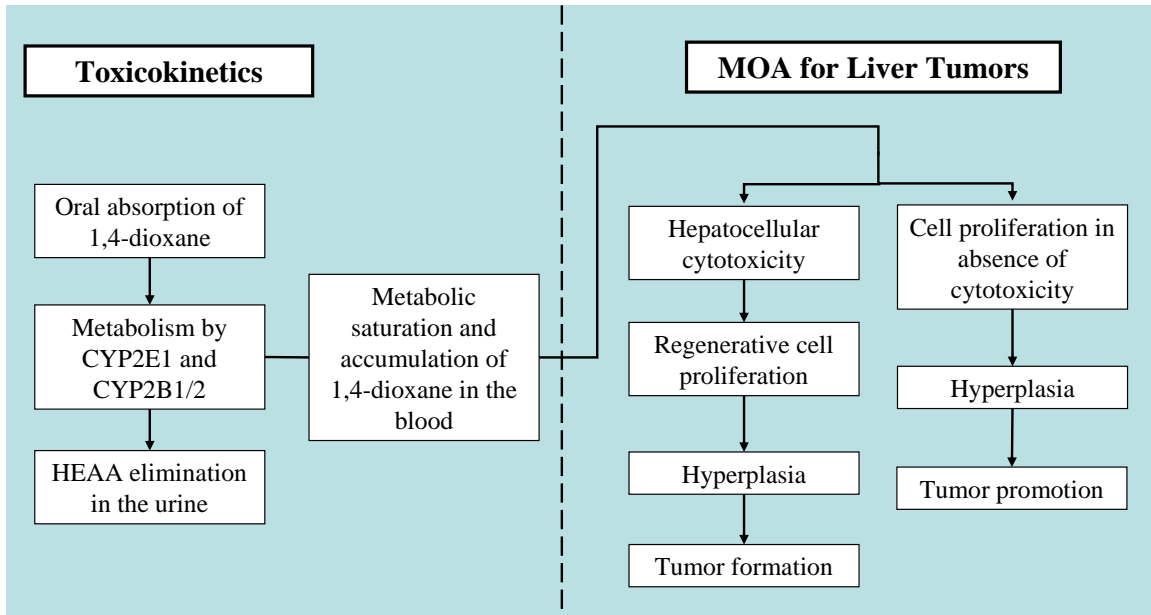 Toxicokinetics
Oral absorption of
1,4-dioxane
Metabolism by
CYP2E1 and
CYP2B1/2
HEAA elimination
in the urine
Metabolic
saturation and
accumulation of
1,4-dioxane in the
blood
MOA for Liver Tumors
Hepatocellular
cytotoxicity
Regenerative cell
proliferation
Hyperplasia
Tumor formation
Cell proliferation in
absence of
cytotoxicity
Hyperplasia
Tumor promotion